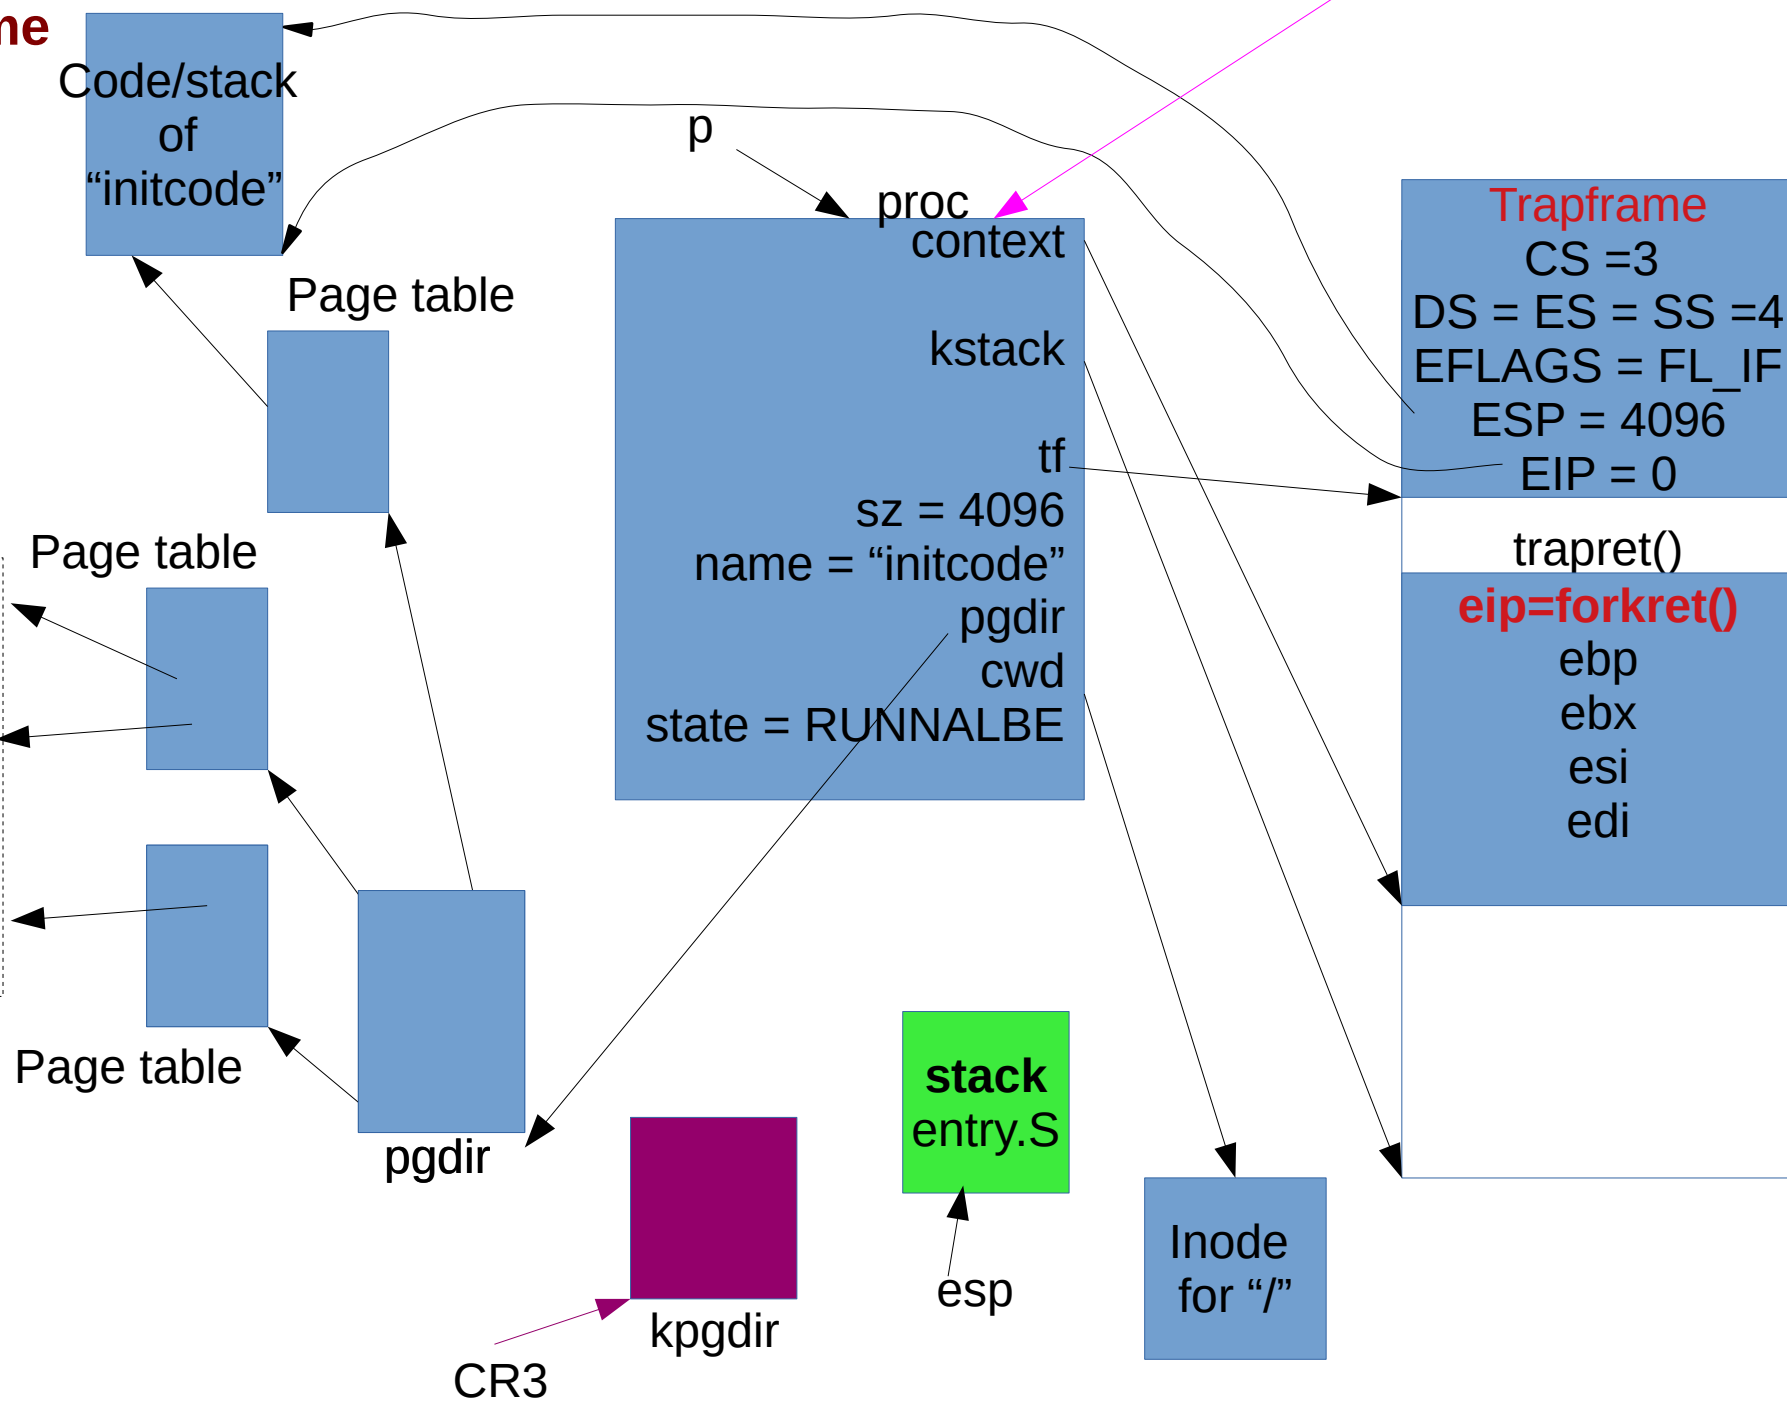 me
Code/stack
of
“initcode”
p
proc
context
kstack
tf
sz = 4096
name = “initcode”
pgdir
cwd
state = RUNNALBE
Trapframe
CS =3
DS = ES = SS =4
EFLAGS = FL_IF
ESP = 4096
EIP = 0
trapret()
eip=forkret()
ebp
ebx
esi
edi
Page table
Page table
Page table
pgdir
stack
entry.S
esp
kpgdir
CR3
Inode
for “/”